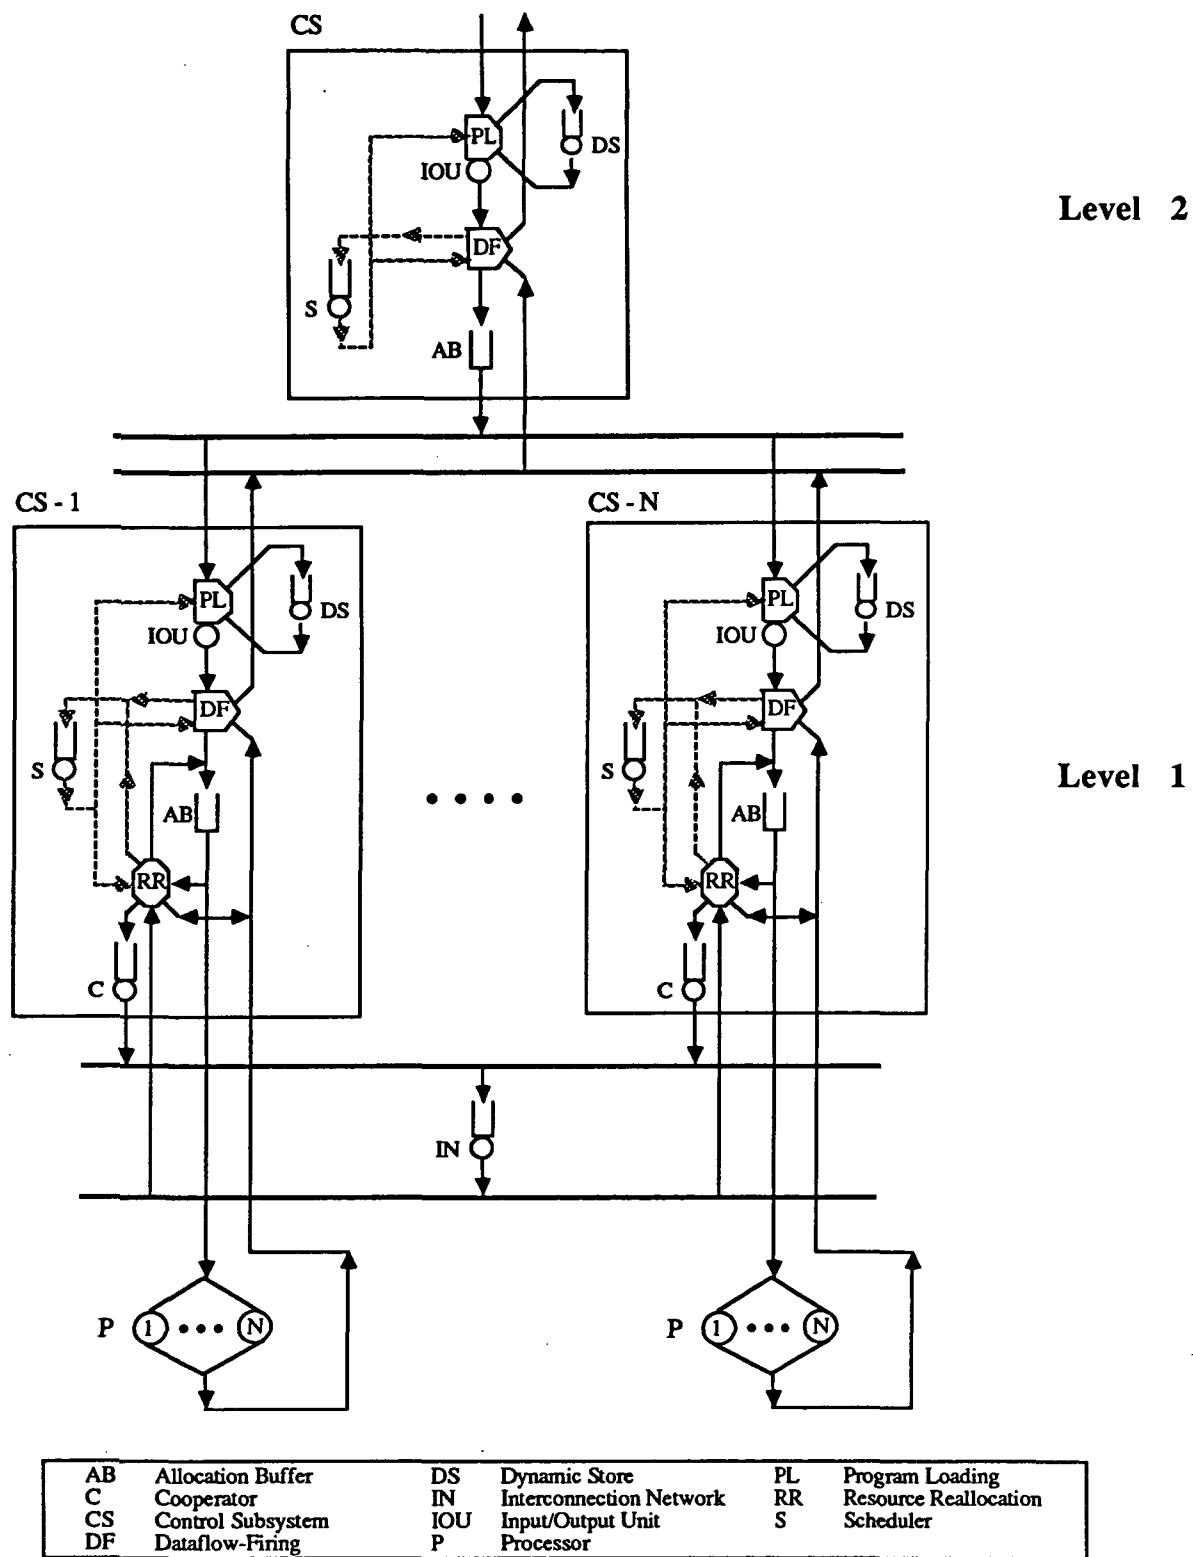 CS
PL
DS
IOU
Level 2
DF
S
AB
CS - 1
CS - N
PL
DS
IOU
DF
S
AB
RR
C
PL
DS
IOU
DF
S
AB
RR
C
Level 1
IN
P 1 N
P 1 N
AB Allocation Buffer DS Dynamic Store PL Program Loading
C Cooperator IN Interconnection Network RR Resource Reallocation
CS Control Subsystem IOU Input/Output Unit S Scheduler
DF Dataflow-Firing P Processor